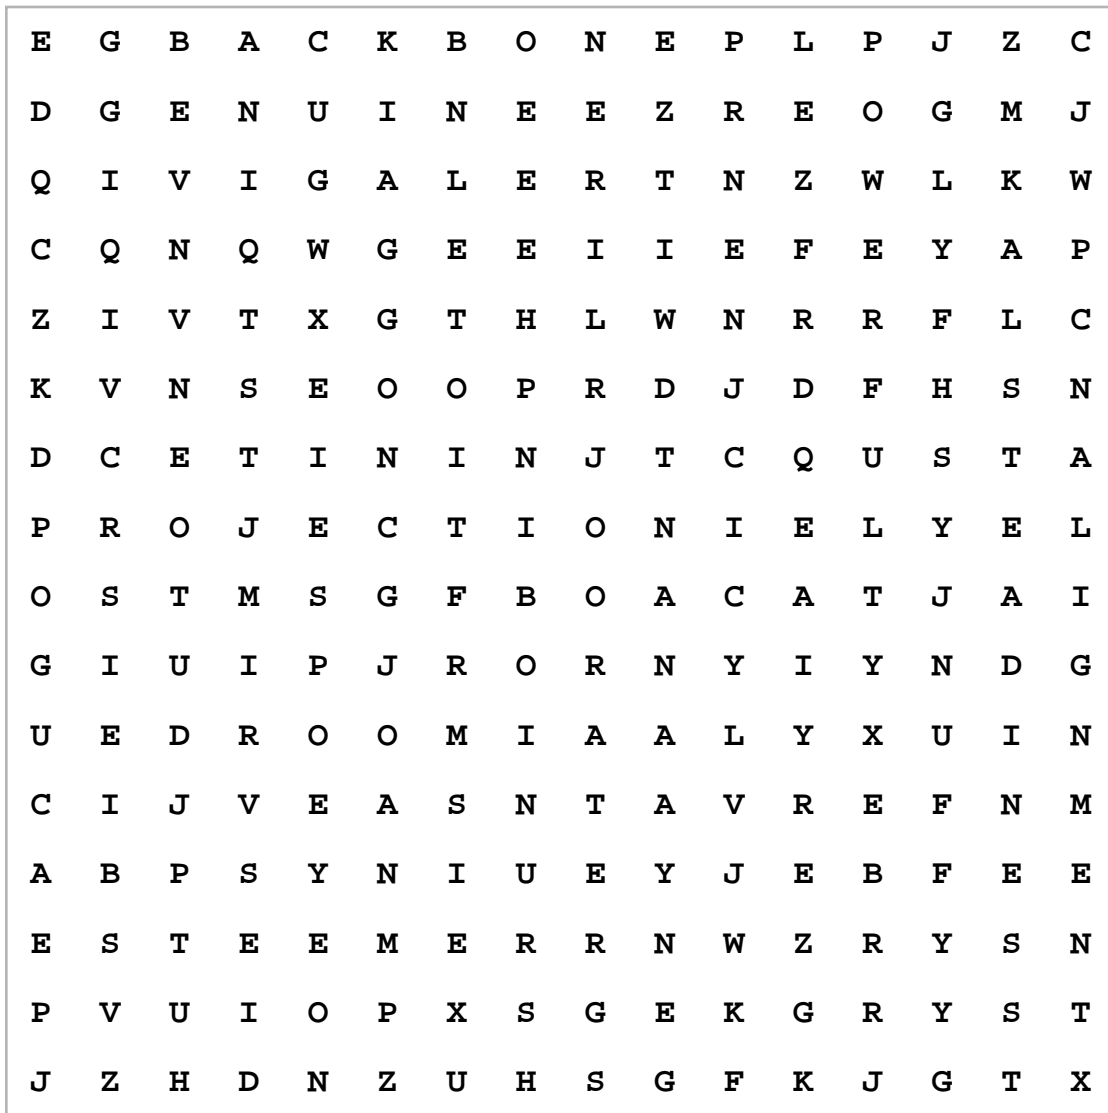 E G B A C K B O N E P L P J Z C
D G E N U I N E E Z R E O G M J
Q I V I G A L E R T N Z W L K W
C Q N Q W G E E I I E F E Y A P
Z I V T X G T H L W N R R F L C
K V N S E O O P R D J D F H S N
D C E T I N I N J T C Q U S T A
P R O J E C T I O N I E L Y E L
O S T M S G F B O A C A T J A I
G I U I P J R O R N Y I Y N D G
U E D R O O M I A A L Y X U I N
C I J V E A S N T A V R E F N M
A B P S Y N I U E Y J E B F E E
E S T E E M E R R N W Z R Y S N
P V U I O P X S G E K G R Y S T
J Z H D N Z U H S G F K J G T X